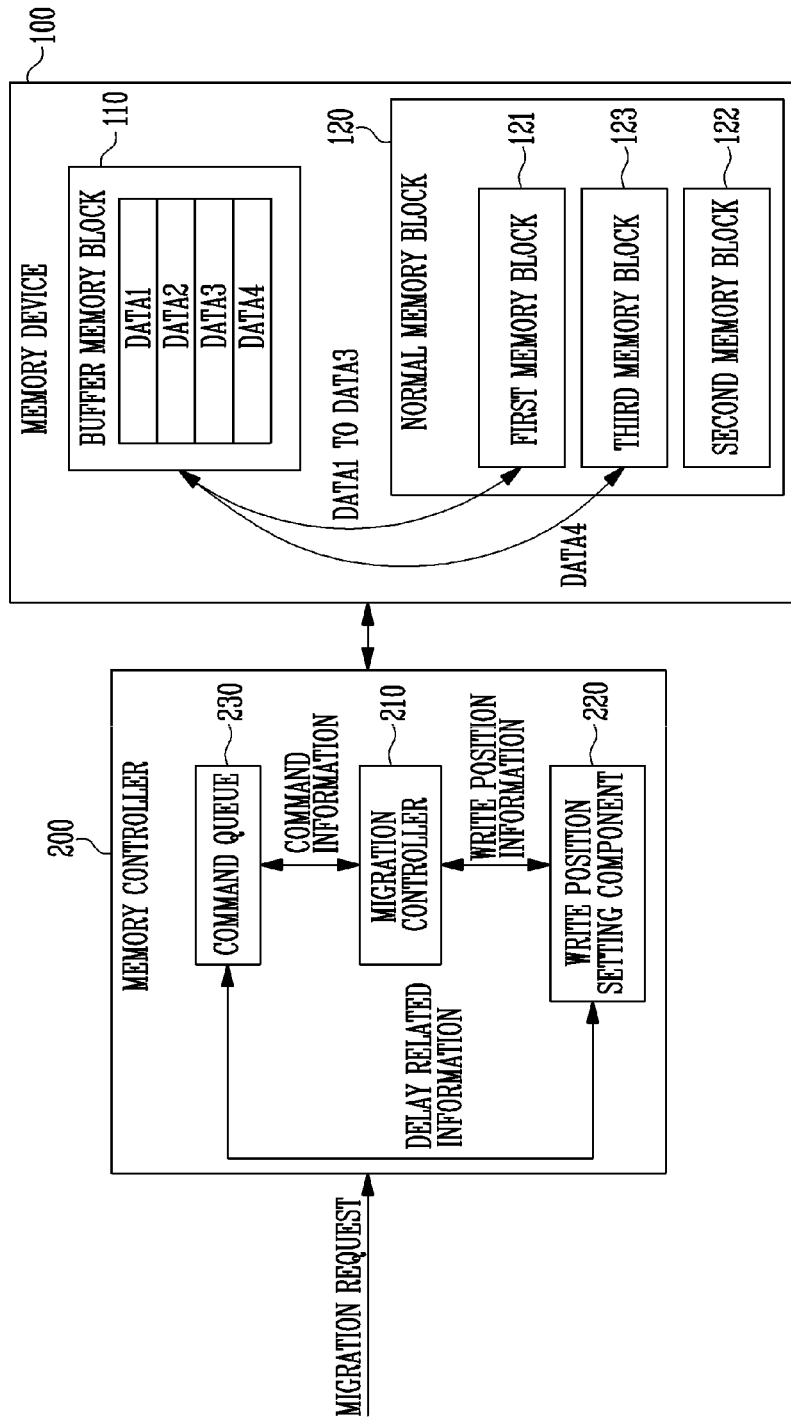 MIGRATION REQUEST
200
MEMORY CONTROLLER
230
COMMAND QUEUE
COMMAND
INFORMATION
210
MIGRATION
CONTROLLER
WRITE POSITION
INFORMATION
220
WRITE POSITION
SETTING COMPONENT
DELAY RELATED
INFORMATION
100
MEMORY DEVICE
110
BUFFER MEMORY BLOCK
DATA1
DATA2
DATA3
DATA4
DATA1 TO DATA3
DATA4
120
NORMAL MEMORY BLOCK
121
FIRST MEMORY BLOCK
123
THIRD MEMORY BLOCK
122
SECOND MEMORY BLOCK